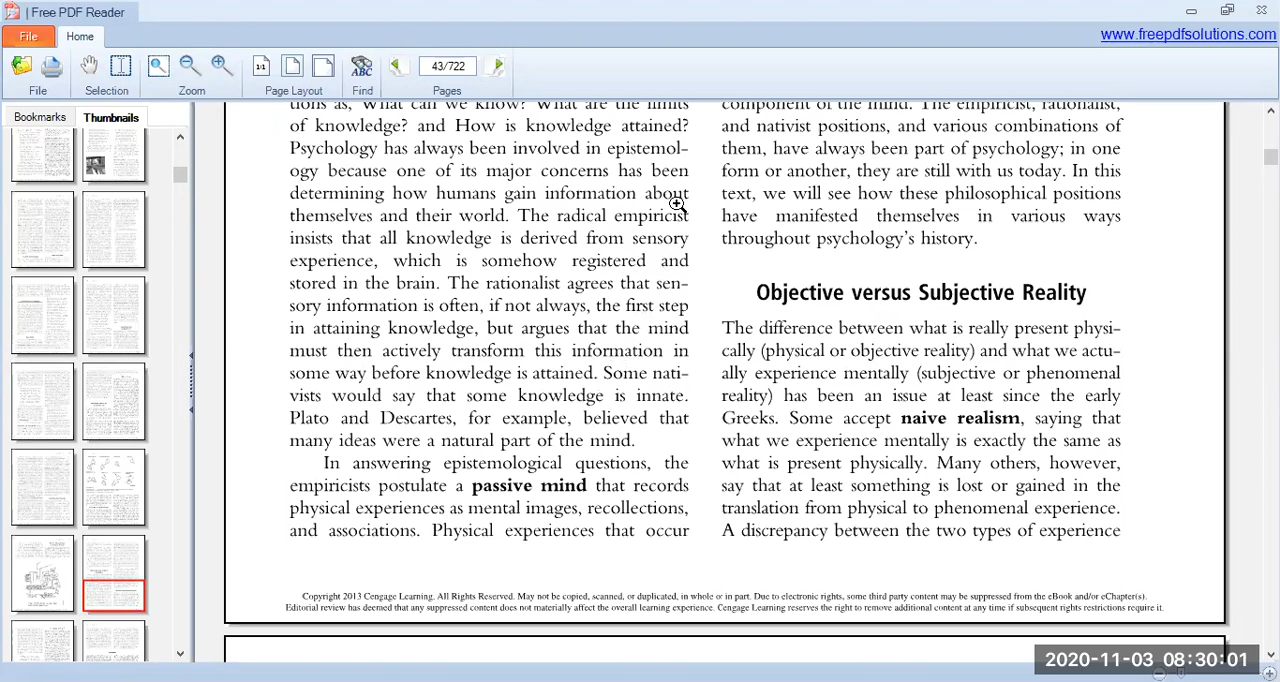 | Free PDF Reader
File
Home
www.freepdfsolutions.com
1:1
ABC
43/722
File
Selection
Zoom
Page Layout
Find
Pages
Bookmarks
Thumbnails
tions as, What can we know? What are the limits
of knowledge? and How is knowledge attained?
Psychology has always been involved in epistemol-
ogy because one of its major concerns has been
determining how humans gain information about
themselves and their world. The radical empiricist
insists that all knowledge is derived from sensory
experience, which is somehow registered and
stored in the brain. The rationalist agrees that sen-
sory information is often, if not always, the first step
in attaining knowledge, but argues that the mind
must then actively transform this information in
some way before knowledge is attained. Some nati-
vists would say that some knowledge is innate.
Plato and Descartes, for example, believed that
many ideas were a natural part of the mind.
In answering epistemological questions, the
empiricists postulate a passive mind that records
physical experiences as mental images, recollections,
and associations. Physical experiences that occur
component of the mind. The empiricist, rationalist,
and nativist positions, and various combinations of
them, have always been part of psychology; in one
form or another, they are still with us today. In this
text, we will see how these philosophical positions
have manifested themselves in various ways
throughout psychology's history.
Objective versus Subjective Reality
The difference between what is really present physi-
cally (physical or objective reality) and what we actu-
ally experience mentally (subjective or phenomenal
reality) has been an issue at least since the early
Greeks. Some accept naive realism, saying that
what we experience mentally is exactly the same as
what is present physically. Many others, however,
say that at least something is lost or gained in the
translation from physical to phenomenal experience.
A discrepancy between the two types of experience
Copyright 2013 Cengage Learning. All Rights Reserved. May not be copied, scanned, or duplicated, in whole or in part. Due to electronic rights, some third party content may be suppressed from the eBook and/or eChapter(s).
Editorial review has deemed that any suppressed content does not materially affect the overall learning experience. Cengage Learning reserves the right to remove additional content at any time if subsequent rights restrictions require it.
2020-11-03 08:30:01